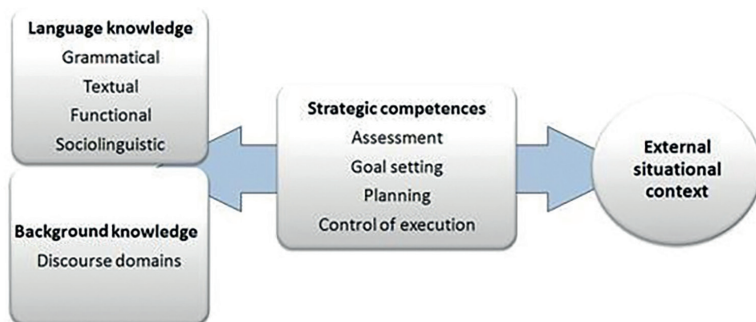 Language knowledge
Grammatical
Textual
Functional
Sociolinguistic
Background knowledge
Discourse domains
Strategic competences
Assessment
Goal setting
Planning
Control of execution
External
situational
context